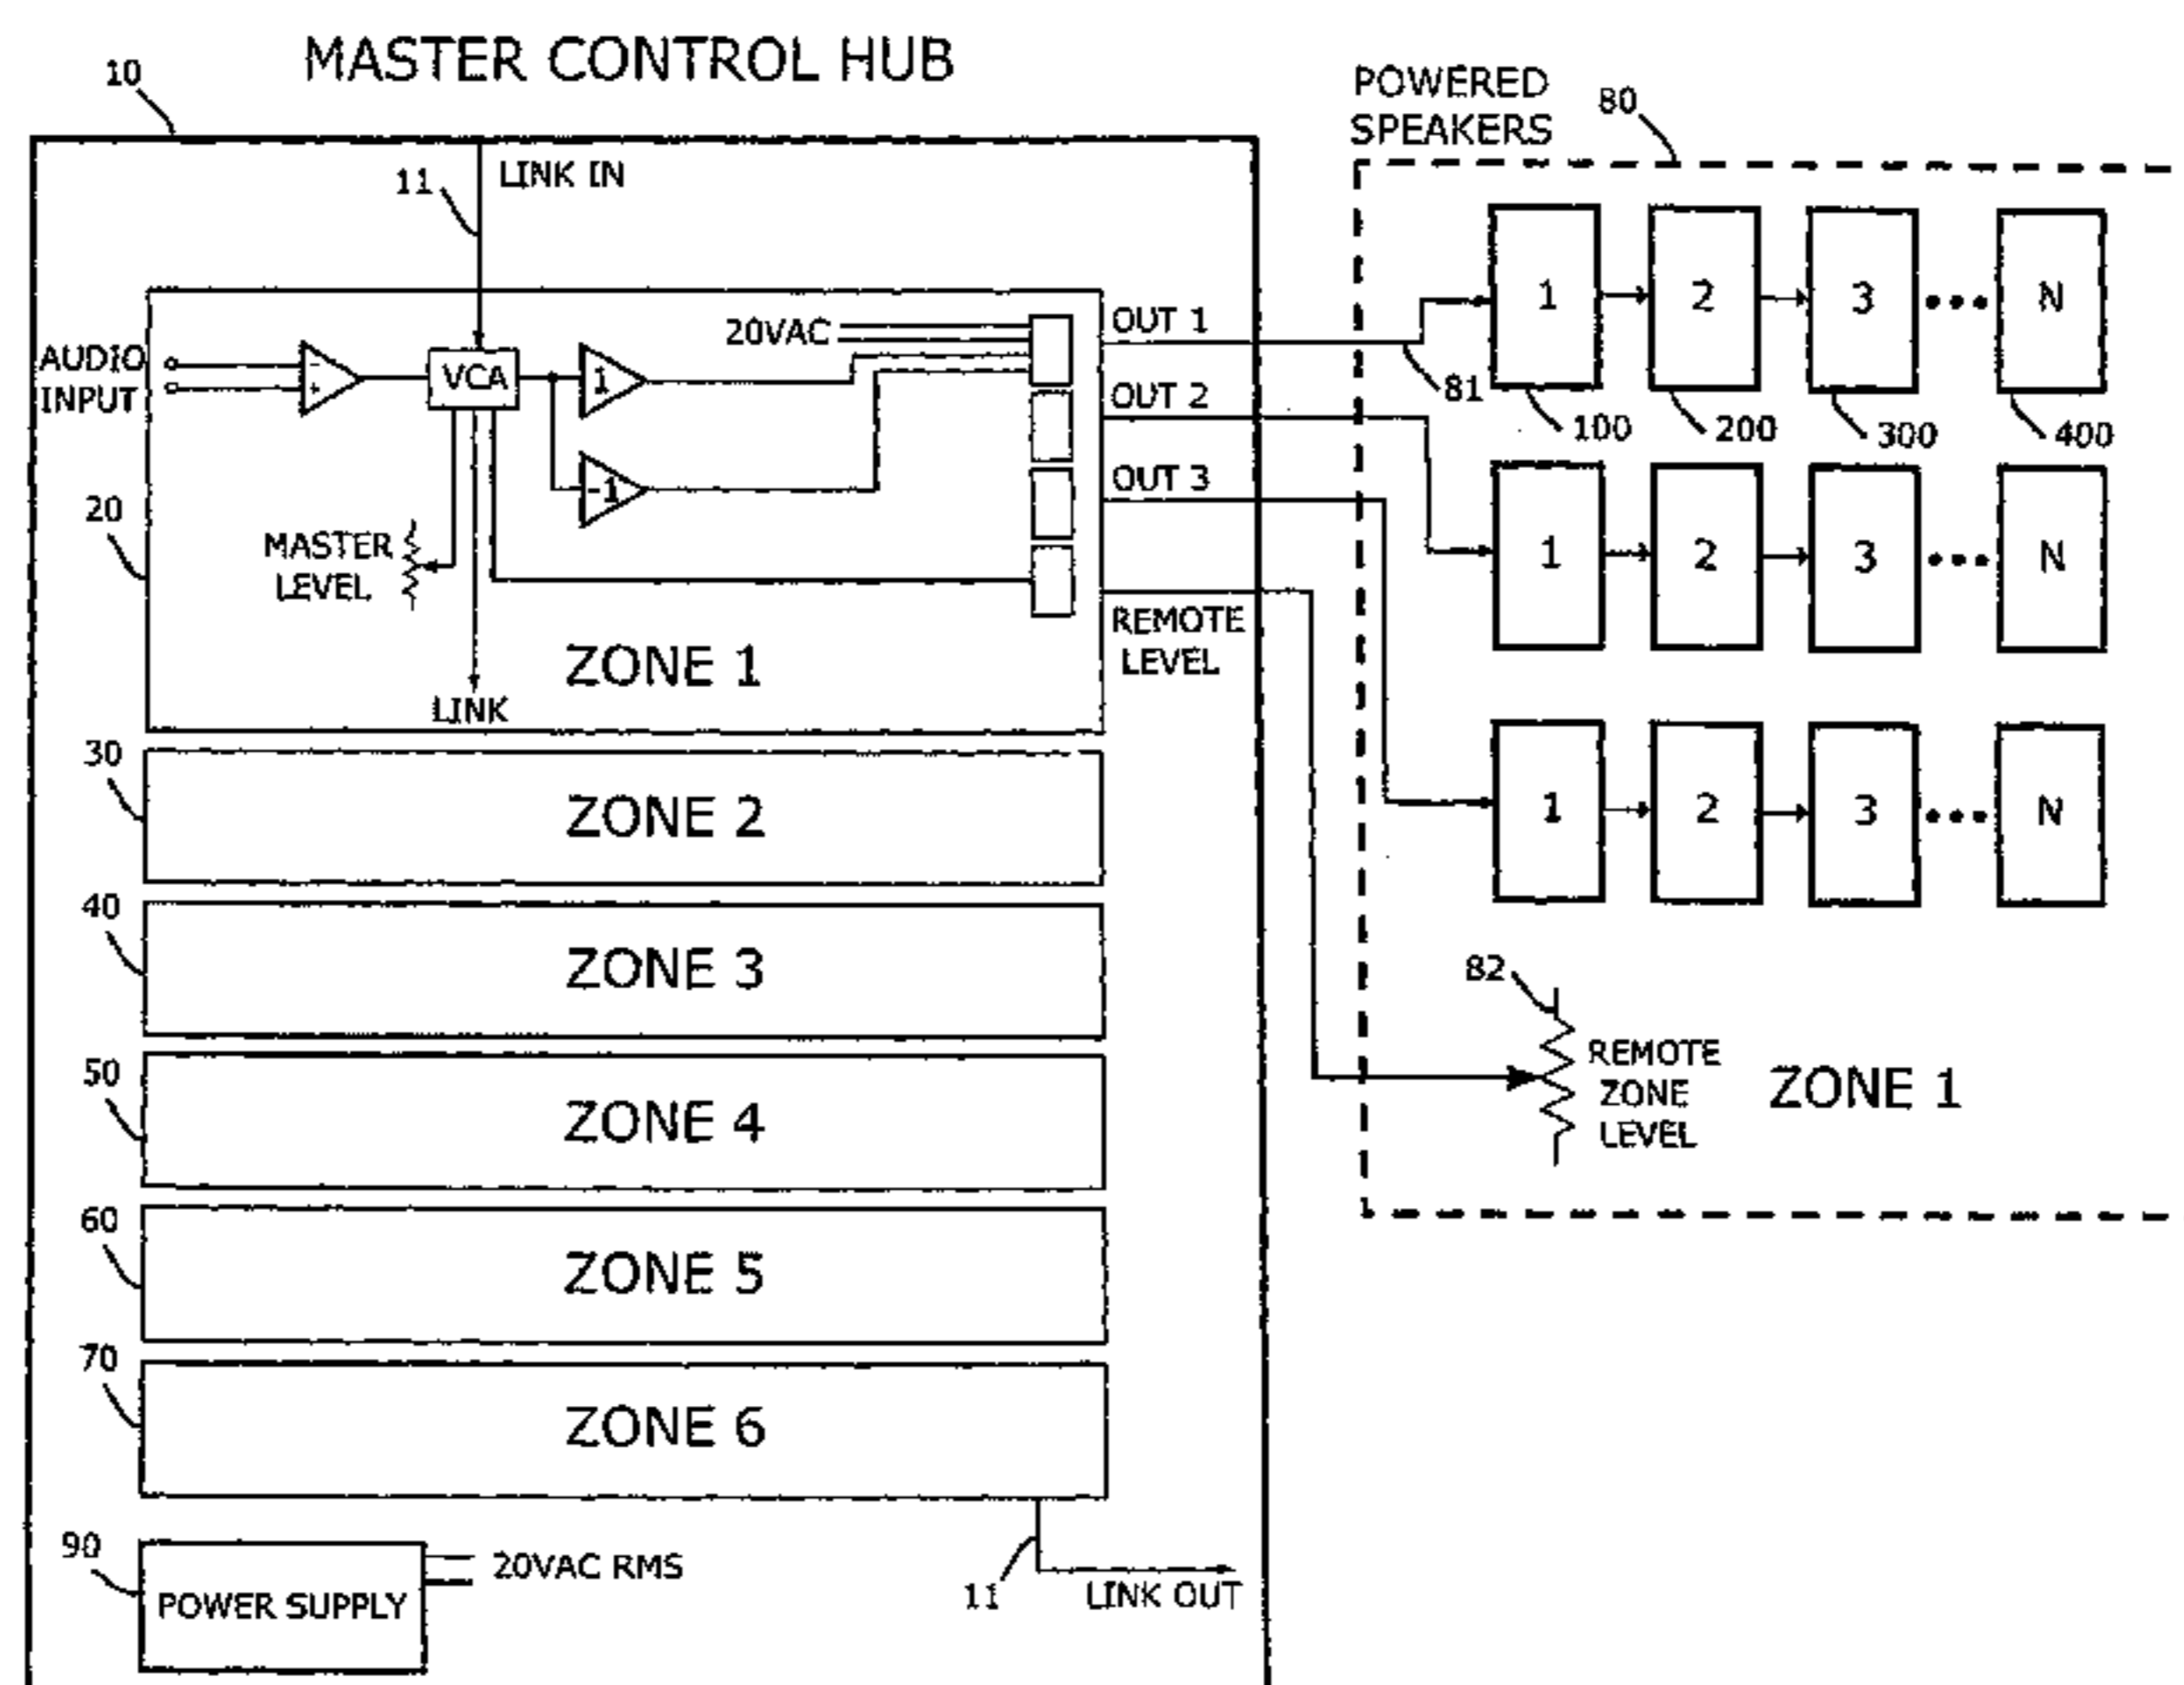 MASTER CONTROL HUB
10
POWERED
SPEAKERS
80
11
LINK IN
AUDIO
INPUT
-
+
VCA
1
-1
20VAC
OUT 1
OUT 2
OUT 3
81
1
2
3
N
100
200
300
400
20
MASTER
LEVEL
REMOTE
LEVEL
ZONE 1
LINK
1
2
3
N
1
2
3
N
30
ZONE 2
40
ZONE 3
82
REMOTE
ZONE
LEVEL
ZONE 1
50
ZONE 4
60
ZONE 5
70
ZONE 6
90
POWER SUPPLY
20VAC RMS
11
LINK OUT